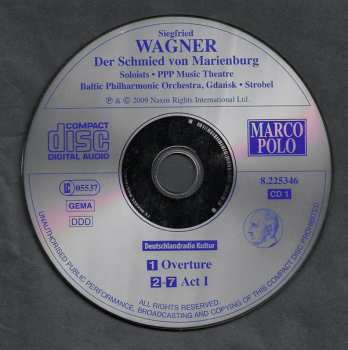 Siegfried
WAGNER
Der Schmied von Marienburg
Soloists • PPP Music Theatre
Baltic Philharmonic Orchestra, Gdańsk • Strobel
℗ & © 2009 Naxos Rights International Ltd.
COMPACT
disc
DIGITAL AUDIO
MARCO
POLO
LC 05537
GEMA
DDD
8.225346
CD 1
Deutschlandradio Kultur
1 Overture
2-7 Act I
ALL RIGHTS RESERVED.
UNAUTHORISED PUBLIC PERFORMANCE, BROADCASTING AND COPYING OF THIS COMPACT DISC PROHIBITED